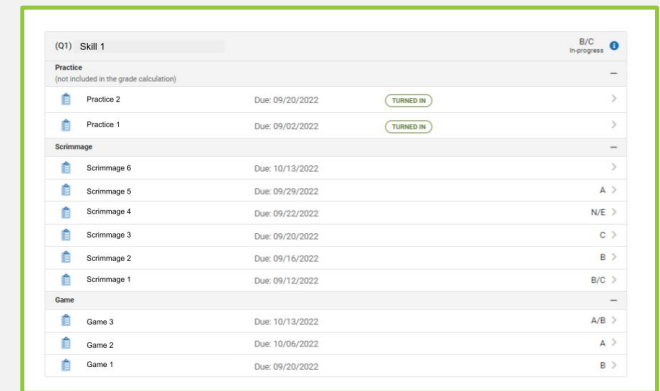 (Q1) Skill 1 B/C
In-progress
Practice
(not included in the grade calculation)
Practice 2 Due: 09/20/2022 TURNED IN
Practice 1 Due: 09/02/2022 TURNED IN
Scrimmage
Scrimmage 6 Due: 10/13/2022
Scrimmage 5 Due: 09/29/2022 A
Scrimmage 4 Due: 09/22/2022 N/E
Scrimmage 3 Due: 09/20/2022 C
Scrimmage 2 Due: 09/16/2022 B
Scrimmage 1 Due: 09/12/2022 B/C
Game
Game 3 Due: 10/13/2022 A/B
Game 2 Due: 10/06/2022 A
Game 1 Due: 09/20/2022 B